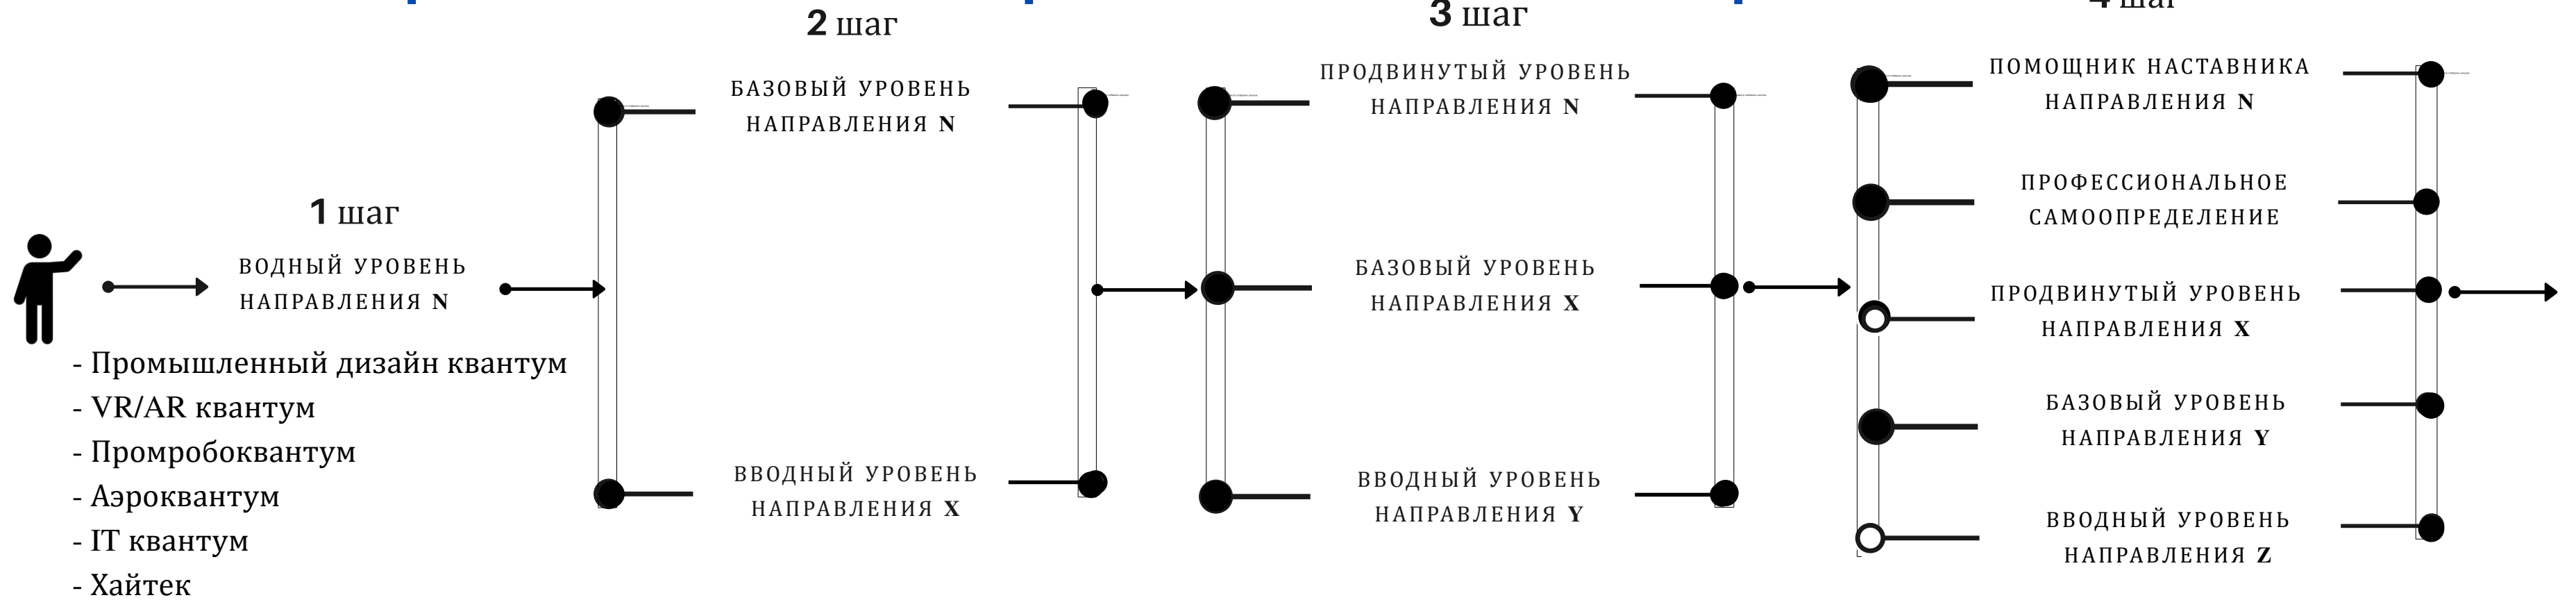 1 шаг
ВОДНЫЙ УРОВЕНЬ
НАПРАВЛЕНИЯ N
- Промышленный дизайн квантум
- VR/AR квантум
- Промробоквантум
- Аэроквантум
- IT квантум
- Хайтек
2 шаг
БАЗОВЫЙ УРОВЕНЬ
НАПРАВЛЕНИЯ N
ВВОДНЫЙ УРОВЕНЬ
НАПРАВЛЕНИЯ X
3 шаг
ПРОДВИНУТЫЙ УРОВЕНЬ
НАПРАВЛЕНИЯ N
БАЗОВЫЙ УРОВЕНЬ
НАПРАВЛЕНИЯ X
ВВОДНЫЙ УРОВЕНЬ
НАПРАВЛЕНИЯ Y
4 шаг
ПОМОЩНИК НАСТАВНИКА
НАПРАВЛЕНИЯ N
ПРОФЕССИОНАЛЬНОЕ
САМООПРЕДЕЛЕНИЕ
ПРОДВИНУТЫЙ УРОВЕНЬ
НАПРАВЛЕНИЯ X
БАЗОВЫЙ УРОВЕНЬ
НАПРАВЛЕНИЯ Y
ВВОДНЫЙ УРОВЕНЬ
НАПРАВЛЕНИЯ Z